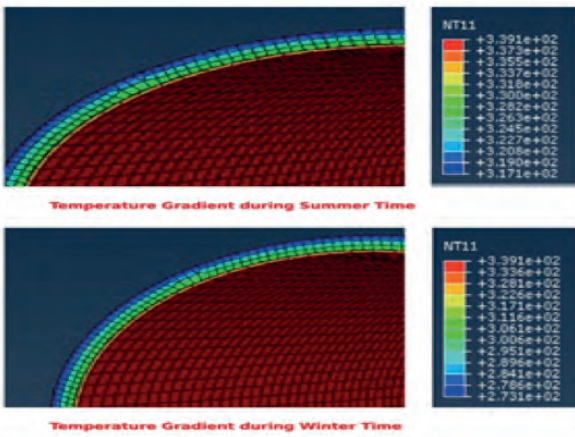 NT11
+3.391e+02
+3.373e+02
+3.355e+02
+3.337e+02
+3.318e+02
+3.300e+02
+3.282e+02
+3.263e+02
+3.245e+02
+3.227e+02
+3.208e+02
+3.190e+02
+3.171e+02
Temperature Gradient during Summer Time
NT11
+3.391e+02
+3.336e+02
+3.281e+02
+3.226e+02
+3.171e+02
+3.116e+02
+3.061e+02
+3.006e+02
+2.951e+02
+2.896e+02
+2.841e+02
+2.786e+02
+2.731e+02
Temperature Gradient during Winter Time